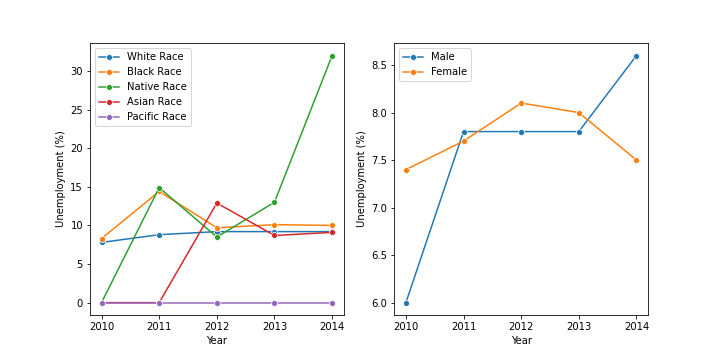 White Race
Black Race
Native Race
Asian Race
Pacific Race
30
25
20
15
10
5
0
Unemployment (%)
2010 2011 2012 2013 2014
Year
Male
Female
8.5
8.0
7.5
7.0
6.5
6.0
Unemployment (%)
2010 2011 2012 2013 2014
Year